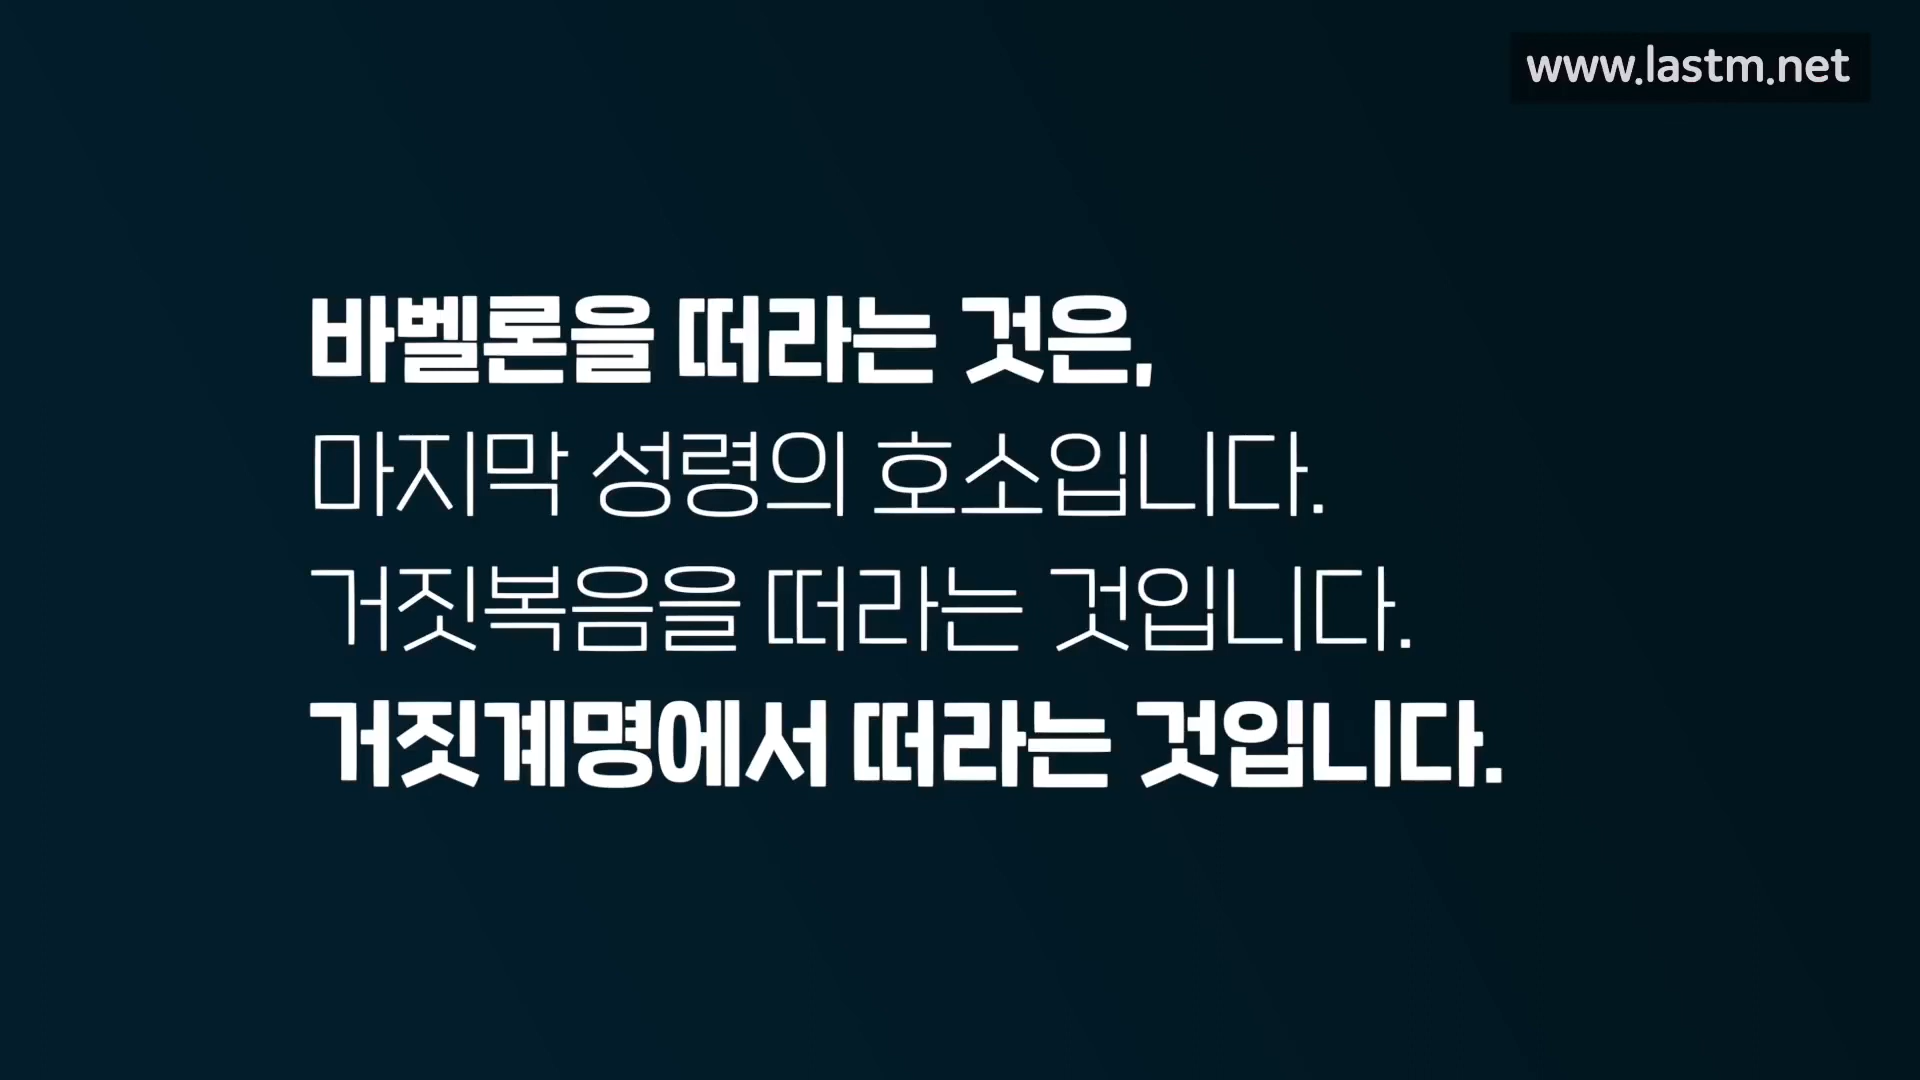 www.lastm.net
바벨론을 떠라는 것은,
마지막 성령의 호소입니다.
거짓복음을 떠라는 것입니다.
거짓계명에서 떠라는 것입니다.